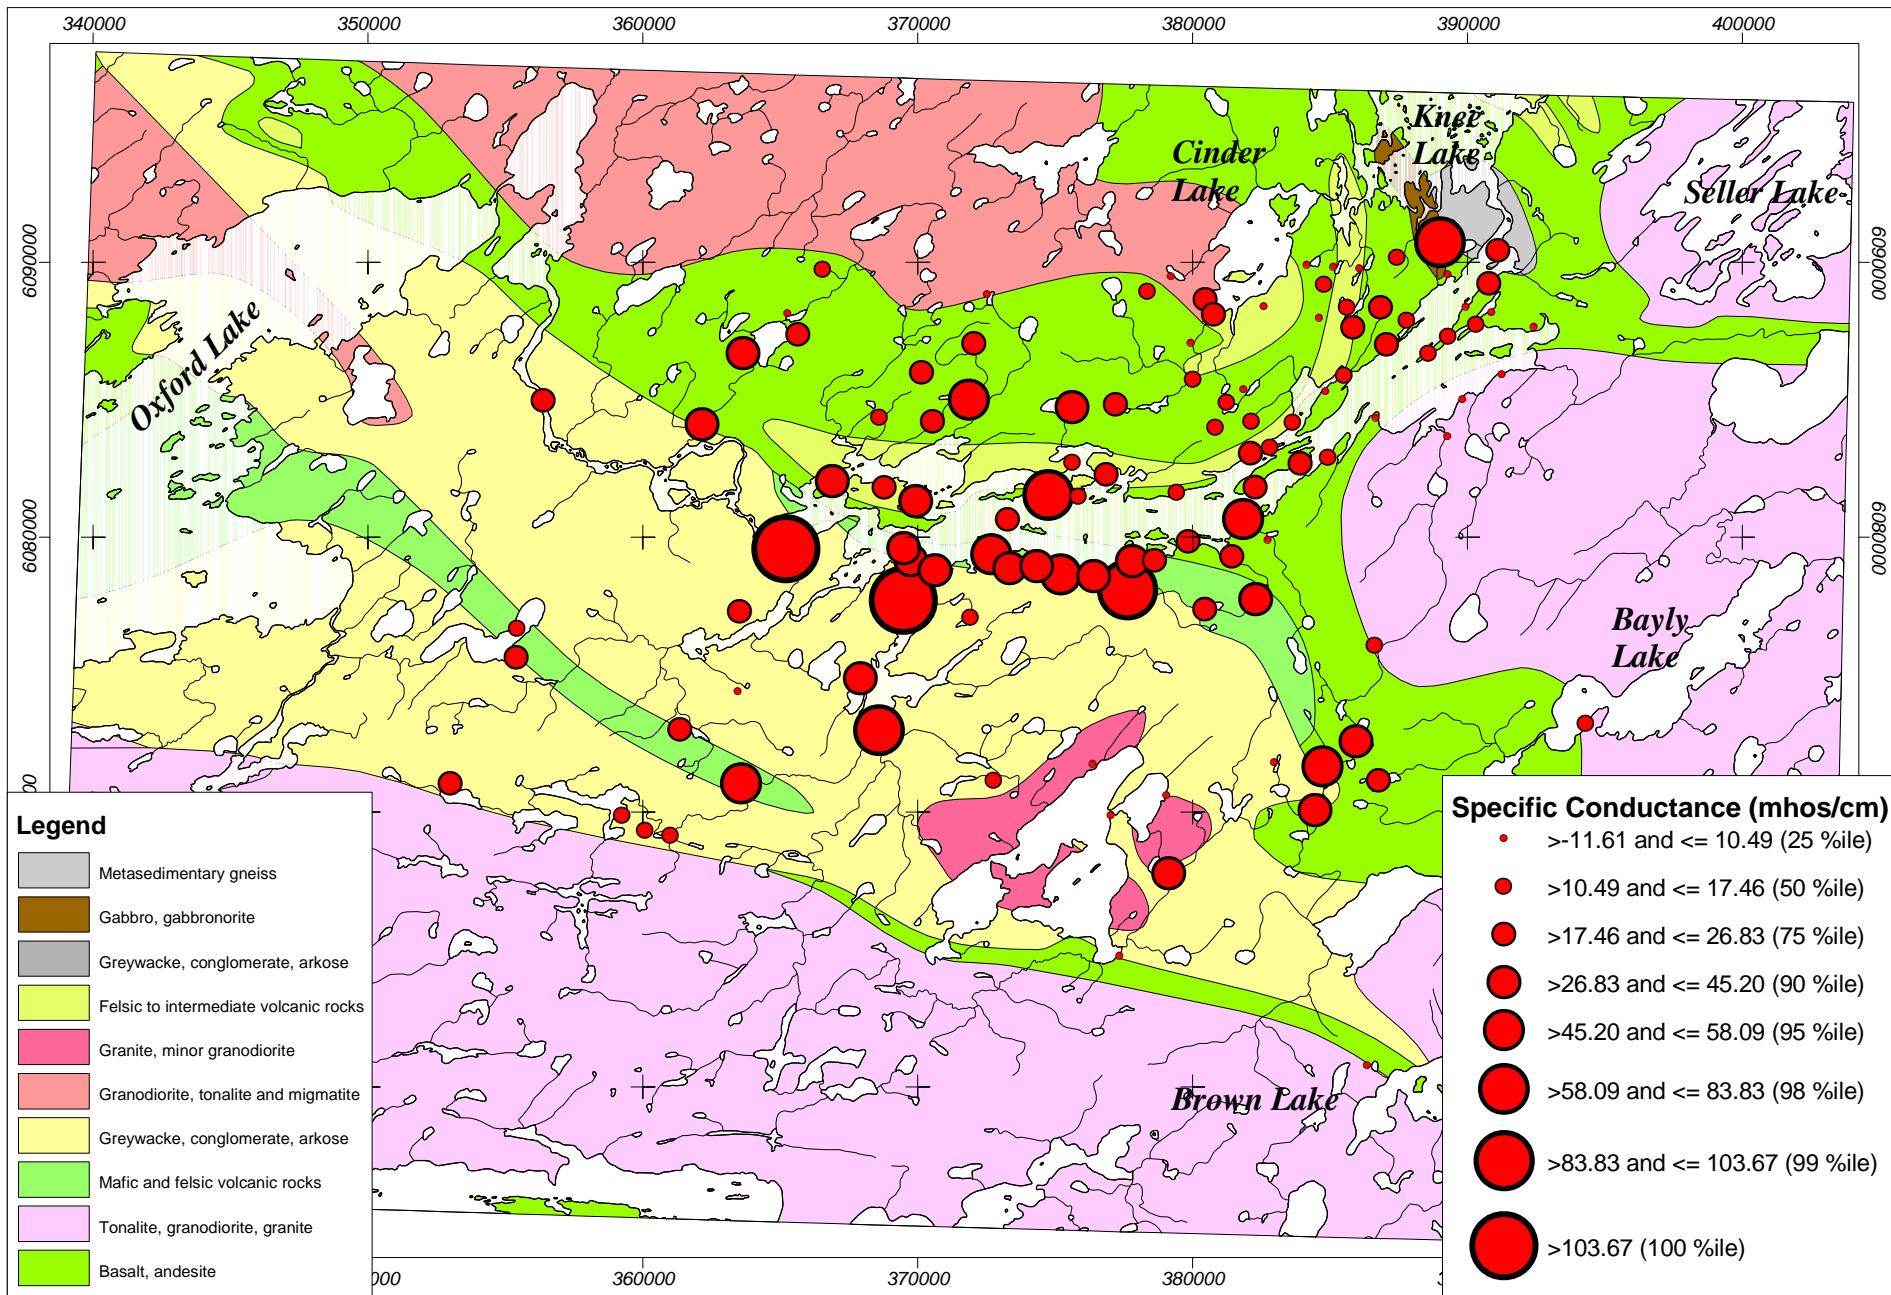 340000 350000 360000 370000 380000 390000 400000
6090000
6090000
6080000
6080000
Knee
Lake
Cinder
Lake
Seller Lake
Oxford Lake
Bayly
Lake
Brown Lake
00
Legend
Metasedimentary gneiss
Gabbro, gabbronorite
Greywacke, conglomerate, arkose
Felsic to intermediate volcanic rocks
Granite, minor granodiorite
Granodiorite, tonalite and migmatite
Greywacke, conglomerate, arkose
Mafic and felsic volcanic rocks
Tonalite, granodiorite, granite
Basalt, andesite
Specific Conductance (mhos/cm)
>-11.61 and <= 10.49 (25 %ile)
>10.49 and <= 17.46 (50 %ile)
>17.46 and <= 26.83 (75 %ile)
>26.83 and <= 45.20 (90 %ile)
>45.20 and <= 58.09 (95 %ile)
>58.09 and <= 83.83 (98 %ile)
>83.83 and <= 103.67 (99 %ile)
>103.67 (100 %ile)
0000 360000 370000 380000